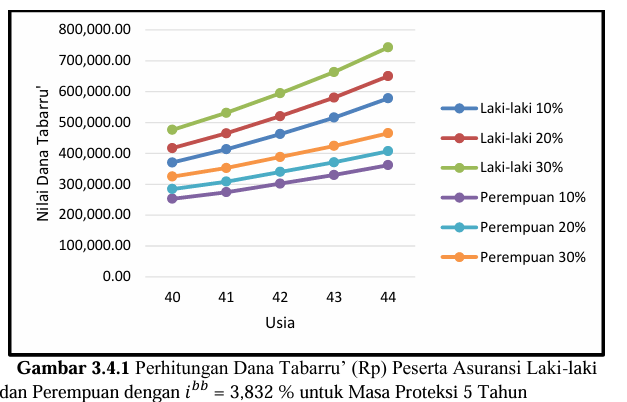 800,000.00
700,000.00
600,000.00
500,000.00
400,000.00
300,000.00
200,000.00
100,000.00
0.00
Nilai Dana Tabarru'
40 41 42 43 44
Usia
Laki-laki 10%
Laki-laki 20%
Laki-laki 30%
Perempuan 10%
Perempuan 20%
Perempuan 30%
Gambar 3.4.1 Perhitungan Dana Tabarru’ (Rp) Peserta Asuransi Laki-laki
dan Perempuan dengan i^{bb} = 3,832 % untuk Masa Proteksi 5 Tahun